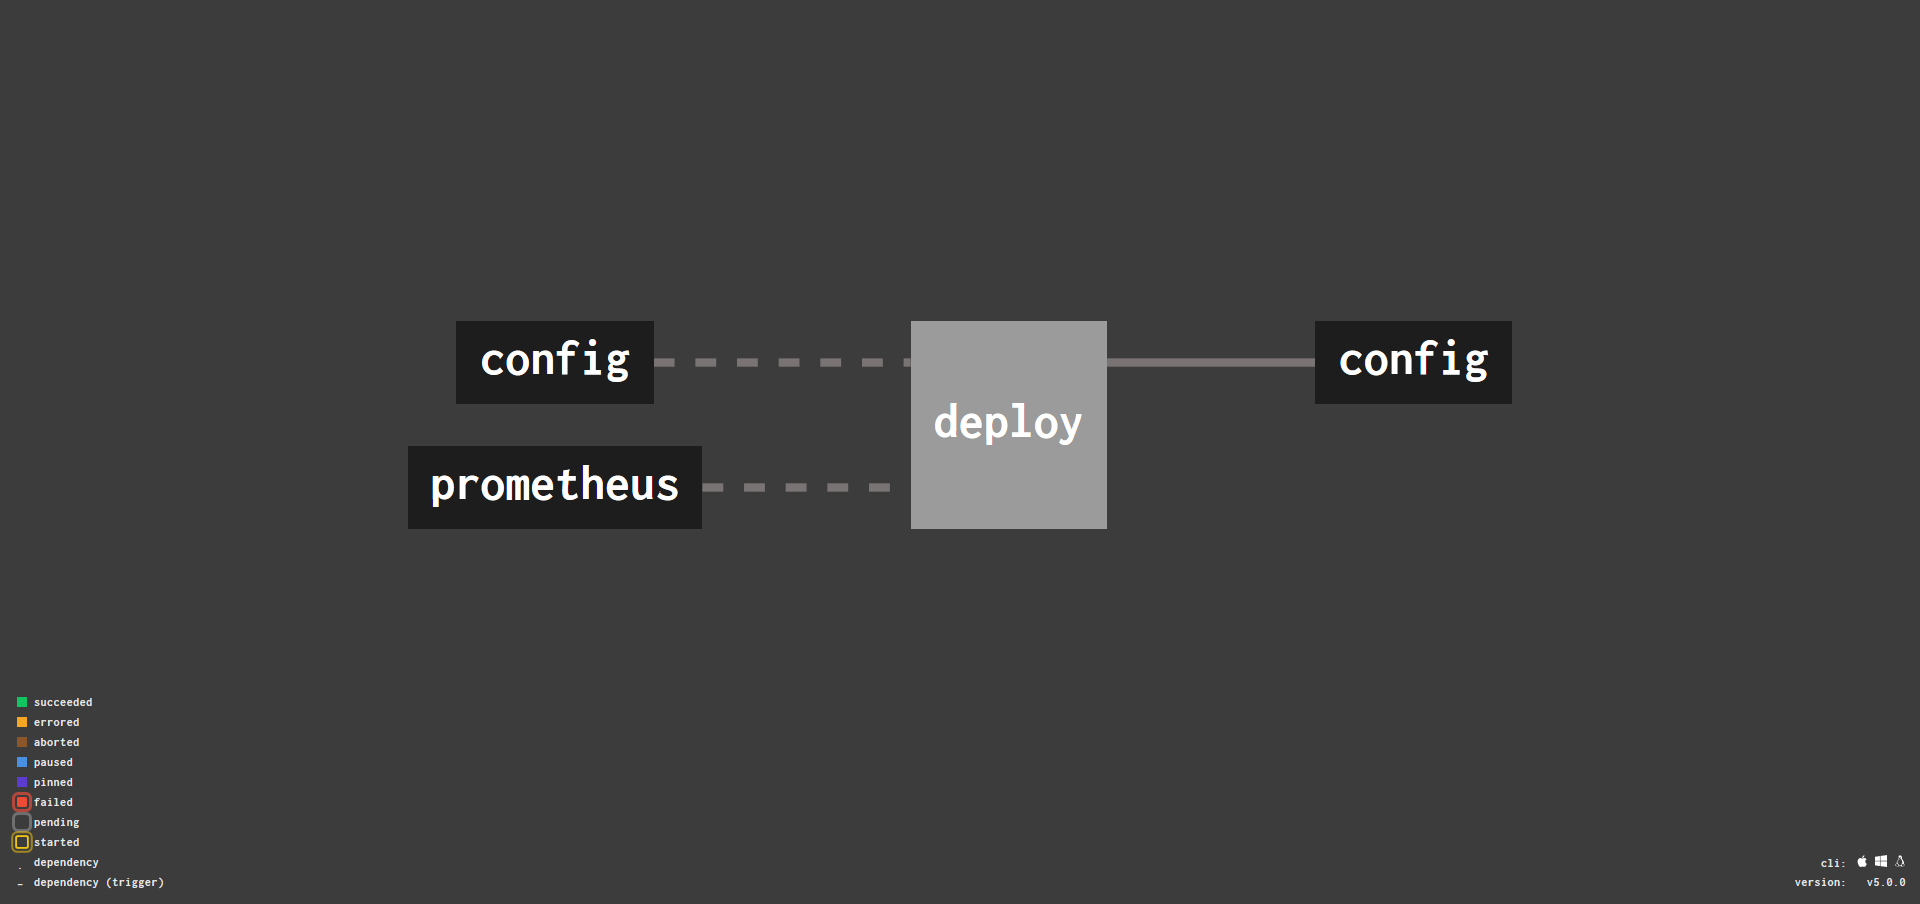 config
deploy
config
prometheus
succeeded
errored
aborted
paused
pinned
failed
pending
started
dependency
dependency (trigger)
cli:
version: v5.0.0